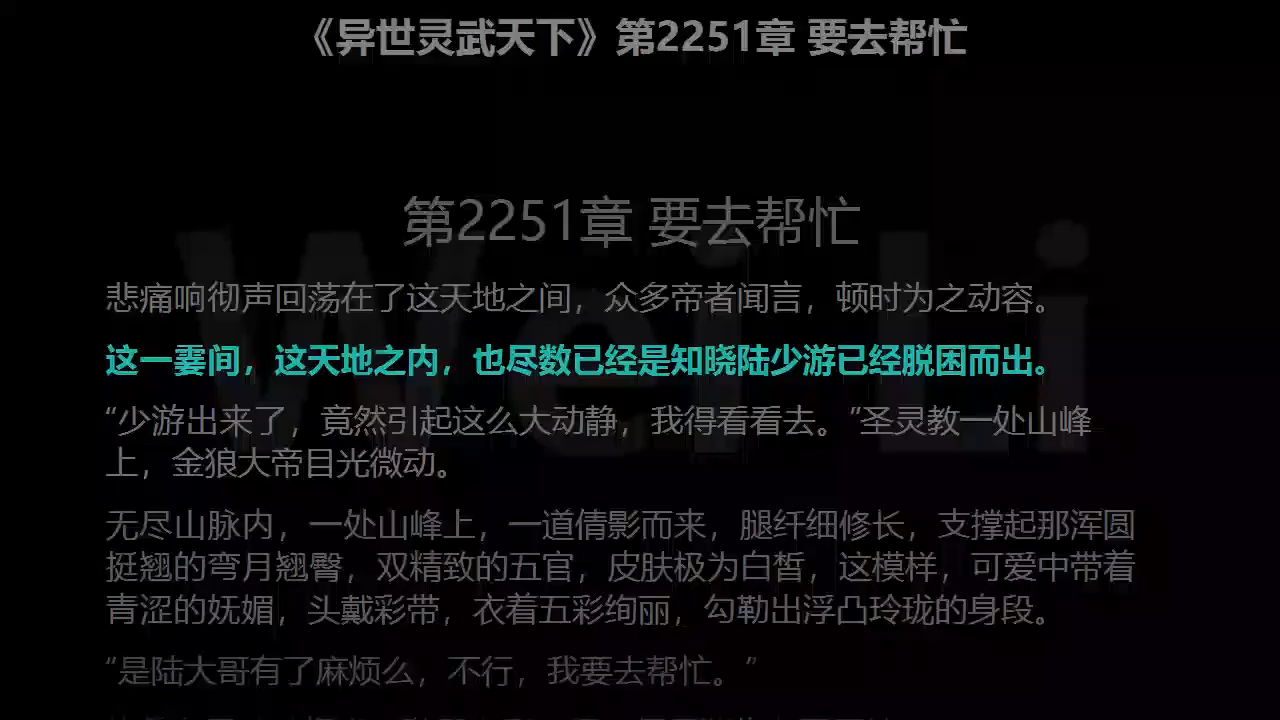 《异世灵武天下》第2251章 要去帮忙
第2251章 要去帮忙
悲痛响彻声回荡在了这天地之间，众多帝者闻言，顿时为之动容。
这一霎间，这天地之内，也尽数已经是知晓陆少游已经脱困而出。
“少游出来了，竟然引起这么大动静，我得看看去。”圣灵教一处山峰
上，金狼大帝目光微动。
无尽山脉内，一处山峰上，一道倩影而来，腿纤细修长，支撑起那浑圆
挺翘的弯月翘臀，双精致的五官，皮肤极为白皙，这模样，可爱中带着
青涩的妩媚，头戴彩带，衣着五彩绚丽，勾勒出浮凸玲珑的身段。
“是陆大哥有了麻烦么，不行，我要去帮忙。”
Wei Li